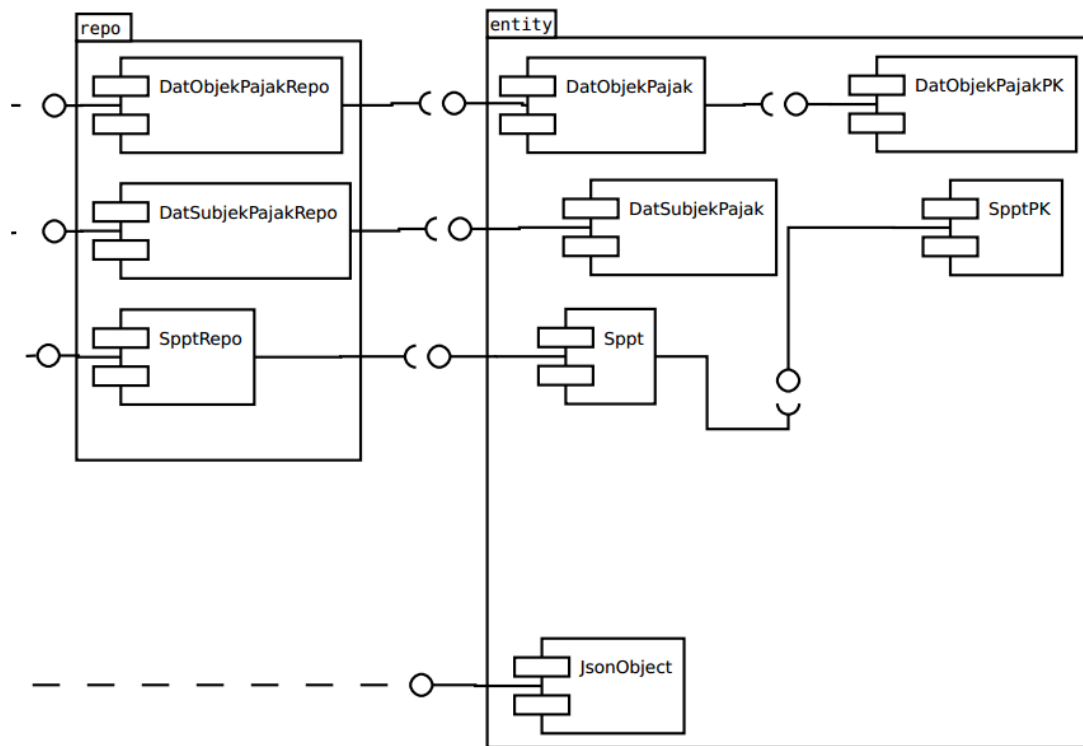 repo
entity
DatObjekPajakRepo
DatObjekPajak
DatObjekPajakPK
DatSubjekPajakRepo
DatSubjekPajak
SpptPK
SpptRepo
Sppt
JsonObject